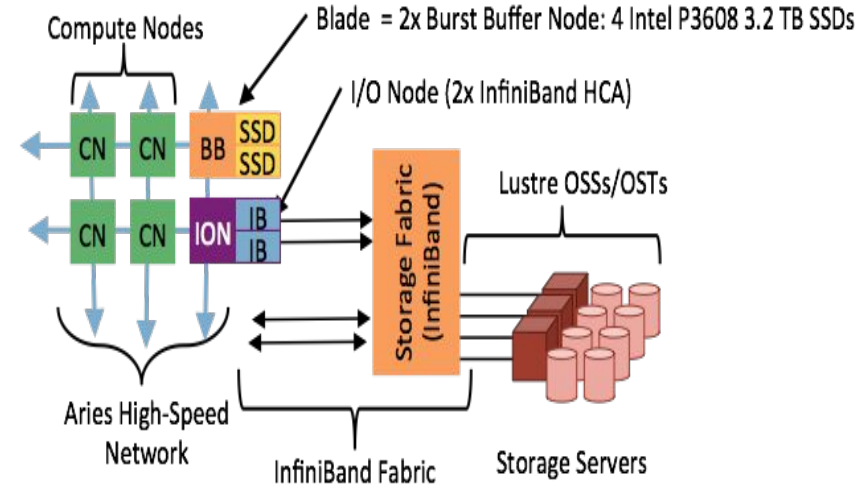 Blade = 2x Burst Buffer Node: 4 Intel P3608 3.2 TB SSDs
Compute Nodes
I/O Node (2x InfiniBand HCA)
CN
CN
BB
SSD
SSD
Lustre OSSs/OSTs
CN
CN
ION
IB
IB
Storage Fabric
(InfiniBand)
Aries High-Speed
Network
InfiniBand Fabric
Storage Servers